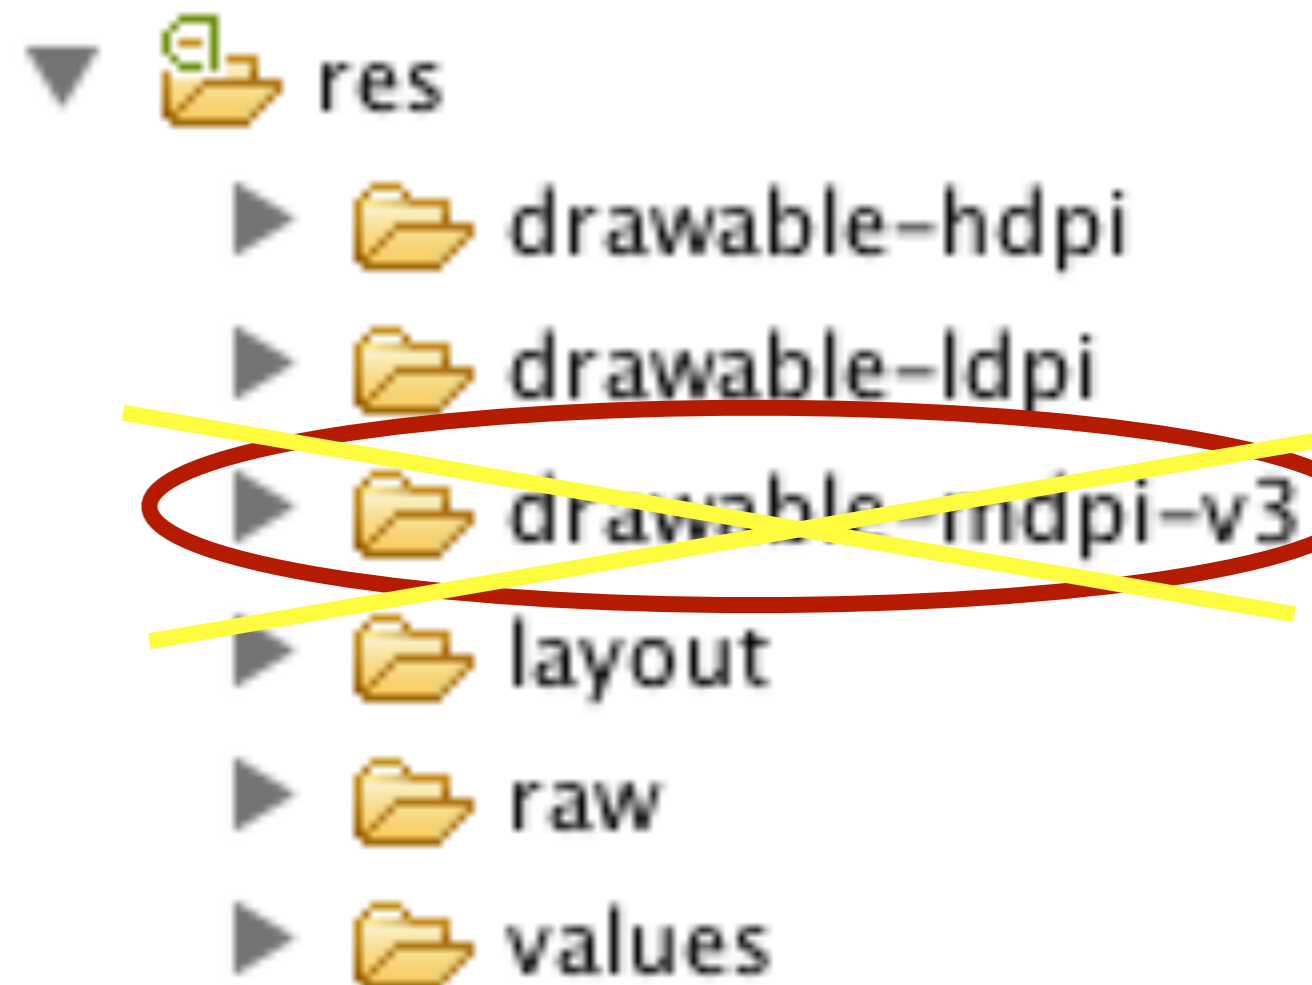 res
drawable-hdpi
drawable-ldpi
drawable-mdpi-v3
layout
raw
values